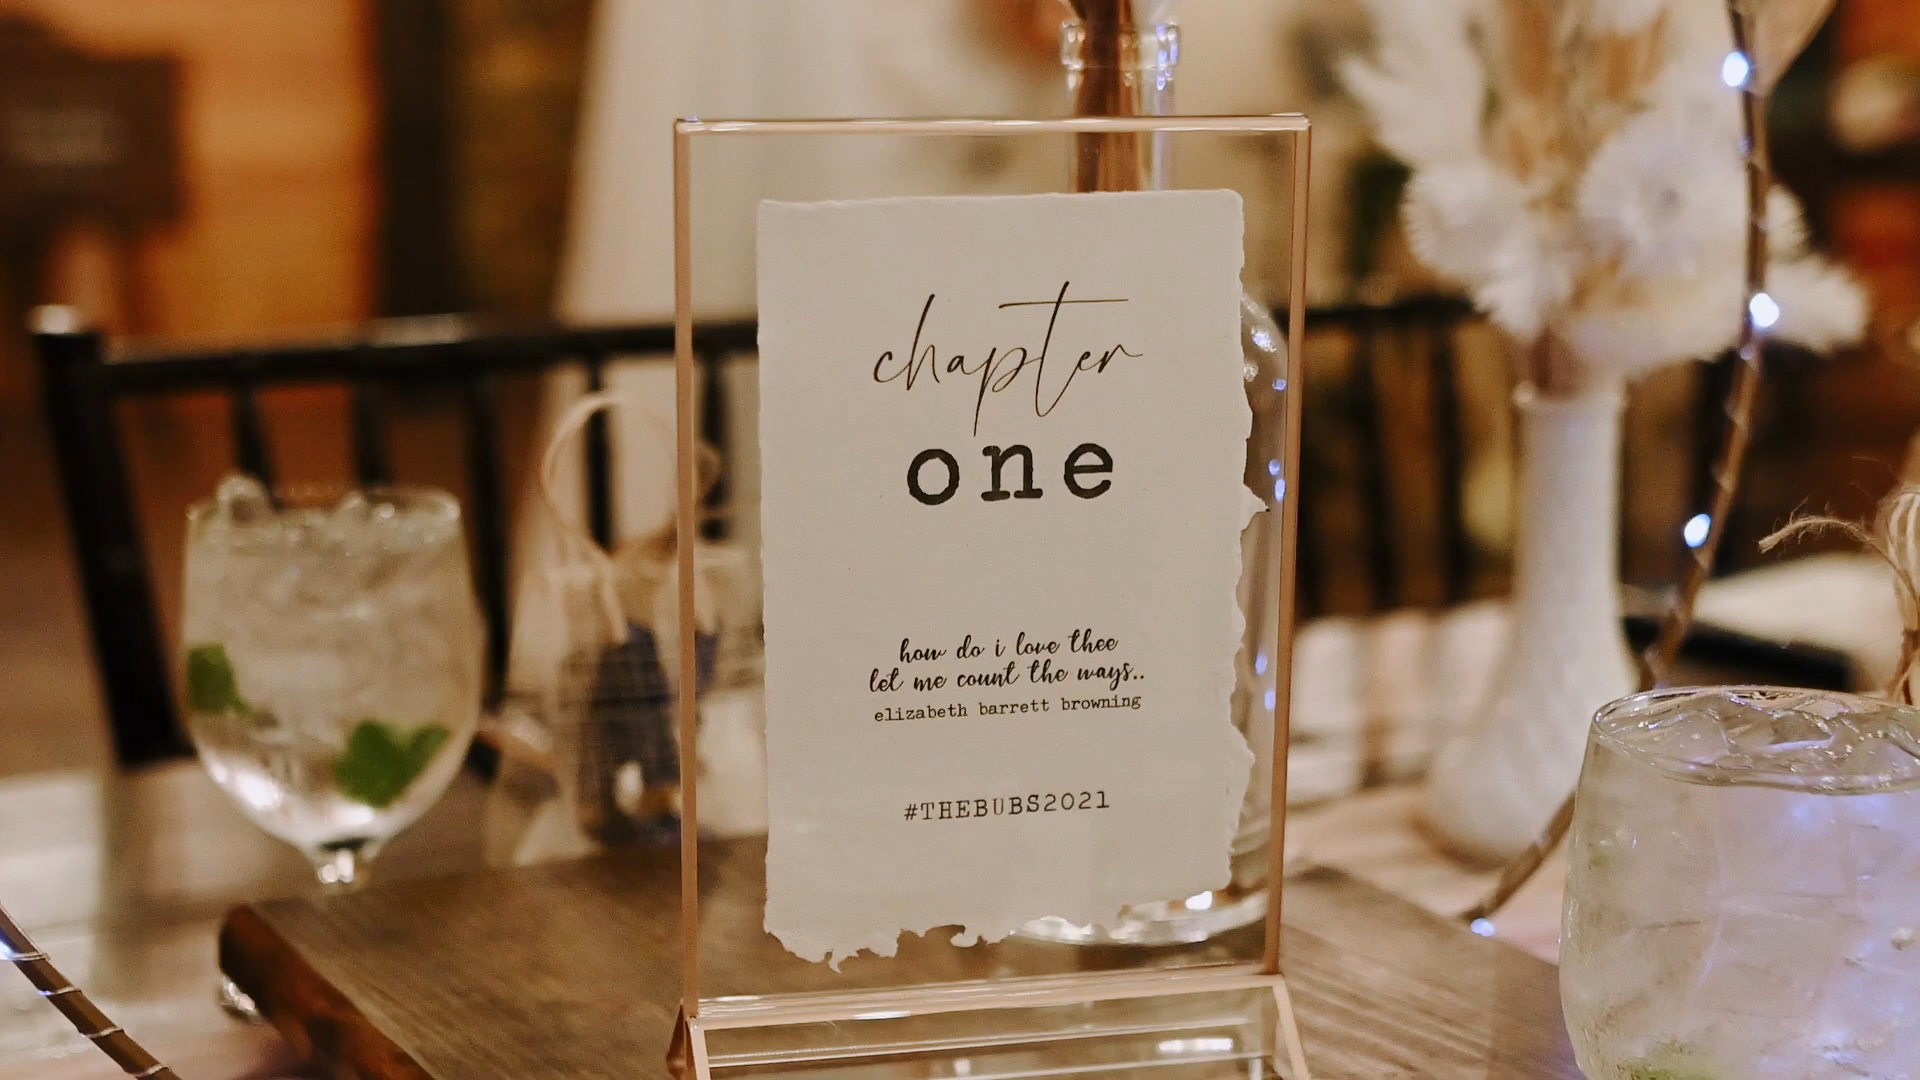 chapter
one
how do i love thee
let me count the ways..
elizabeth barrett browning
#THEBUBS2021